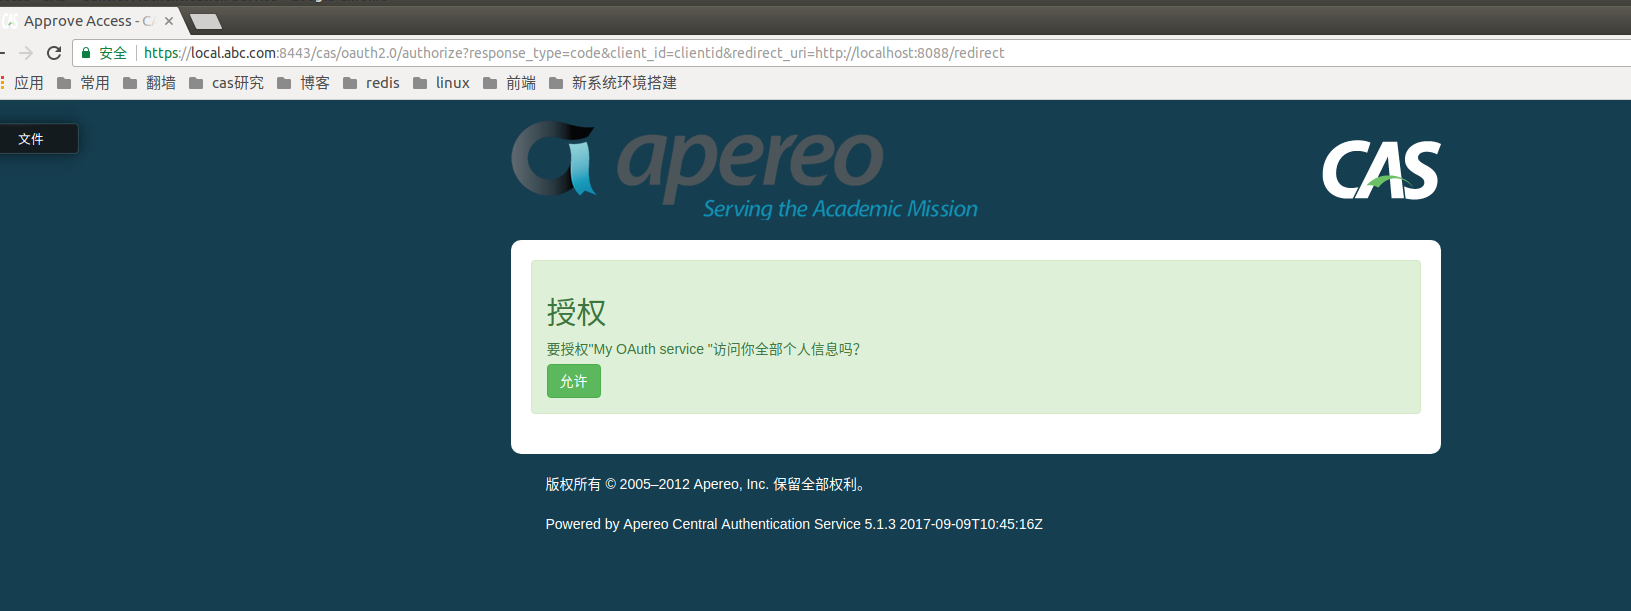 Approve Access - CA
安全 https://local.abc.com:8443/cas/oauth2.0/authorize?response_type=code&client_id=clientid&redirect_uri=http://localhost:8088/redirect
应用 常用 翻墙 cas研究 博客 redis linux 前端 新系统环境搭建
文件
apereo
Serving the Academic Mission
CAS
授权
要授权"My OAuth service "访问你全部个人信息吗?
允许
版权所有 © 2005–2012 Apereo, Inc. 保留全部权利。
Powered by Apereo Central Authentication Service 5.1.3 2017-09-09T10:45:16Z